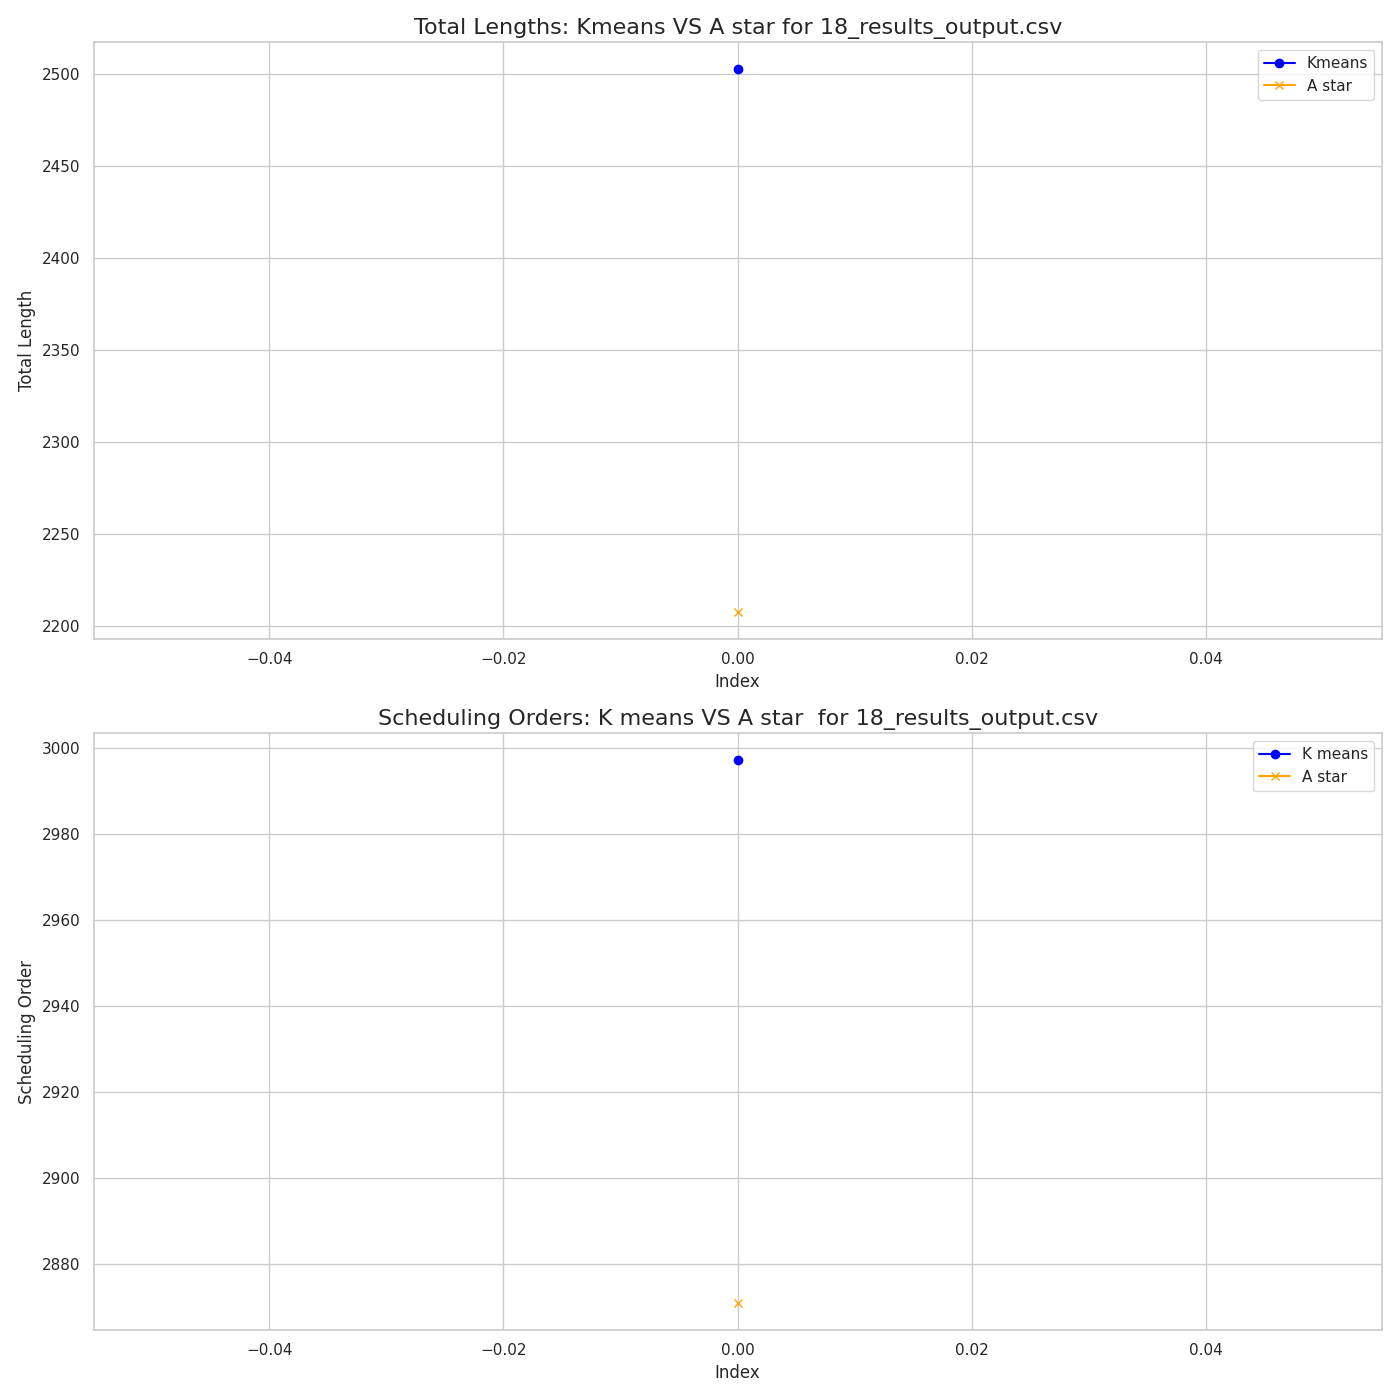 Total Lengths: Kmeans VS A star for 18_results_output.csv
Kmeans
A star
2500
2450
2400
2350
2300
2250
2200
Total Length
−0.04 −0.02 0.00 0.02 0.04
Index
Scheduling Orders: K means VS A star  for 18_results_output.csv
K means
A star
3000
2980
2960
2940
2920
2900
2880
Scheduling Order
−0.04 −0.02 0.00 0.02 0.04
Index